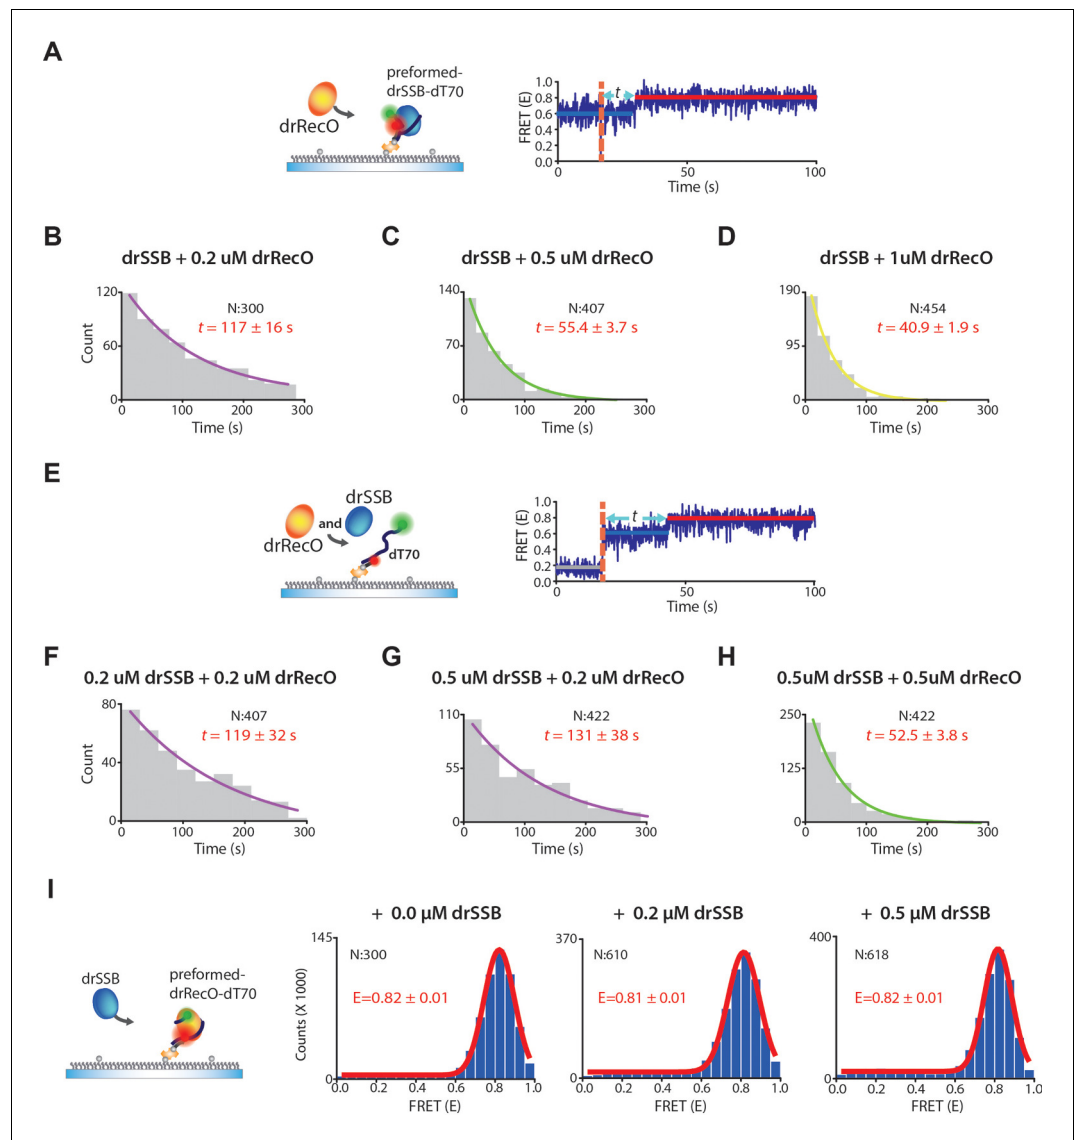 A
preformed-
drSSB-dT70
drRecO
FRET (E)
1.0
0.8
0.6
0.4
0.2
0.0
t
0
50
100
Time (s)
B
drSSB + 0.2 uM drRecO
Count
120
60
0
N:300
t = 117 ± 16 s
0
100
200
300
Time (s)
C
drSSB + 0.5 uM drRecO
140
70
0
N:407
t = 55.4 ± 3.7 s
0
100
200
300
Time (s)
D
drSSB + 1uM drRecO
190
95
0
N:454
t = 40.9 ± 1.9 s
0
100
200
300
Time (s)
E
drSSB
and
drRecO
dT70
FRET (E)
1.0
0.8
0.6
0.4
0.2
0.0
t
0
50
100
Time (s)
F
0.2 uM drSSB + 0.2 uM drRecO
Count
80
40
0
N:407
t = 119 ± 32 s
0
100
200
300
Time (s)
G
0.5 uM drSSB + 0.2 uM drRecO
110
55
0
N:422
t = 131 ± 38 s
0
100
200
300
Time (s)
H
0.5uM drSSB + 0.5uM drRecO
250
125
0
N:422
t = 52.5 ± 3.8 s
0
100
200
300
Time (s)
I
drSSB
preformed-
drRecO-dT70
+ 0.0 µM drSSB
Counts (X 1000)
145
0
N:300
E=0.82 ± 0.01
0.0
0.2
0.4
0.6
0.8
1.0
FRET (E)
+ 0.2 µM drSSB
370
0
N:610
E=0.81 ± 0.01
0.0
0.2
0.4
0.6
0.8
1.0
FRET (E)
+ 0.5 µM drSSB
400
0
N:618
E=0.82 ± 0.01
0.0
0.2
0.4
0.6
0.8
1.0
FRET (E)